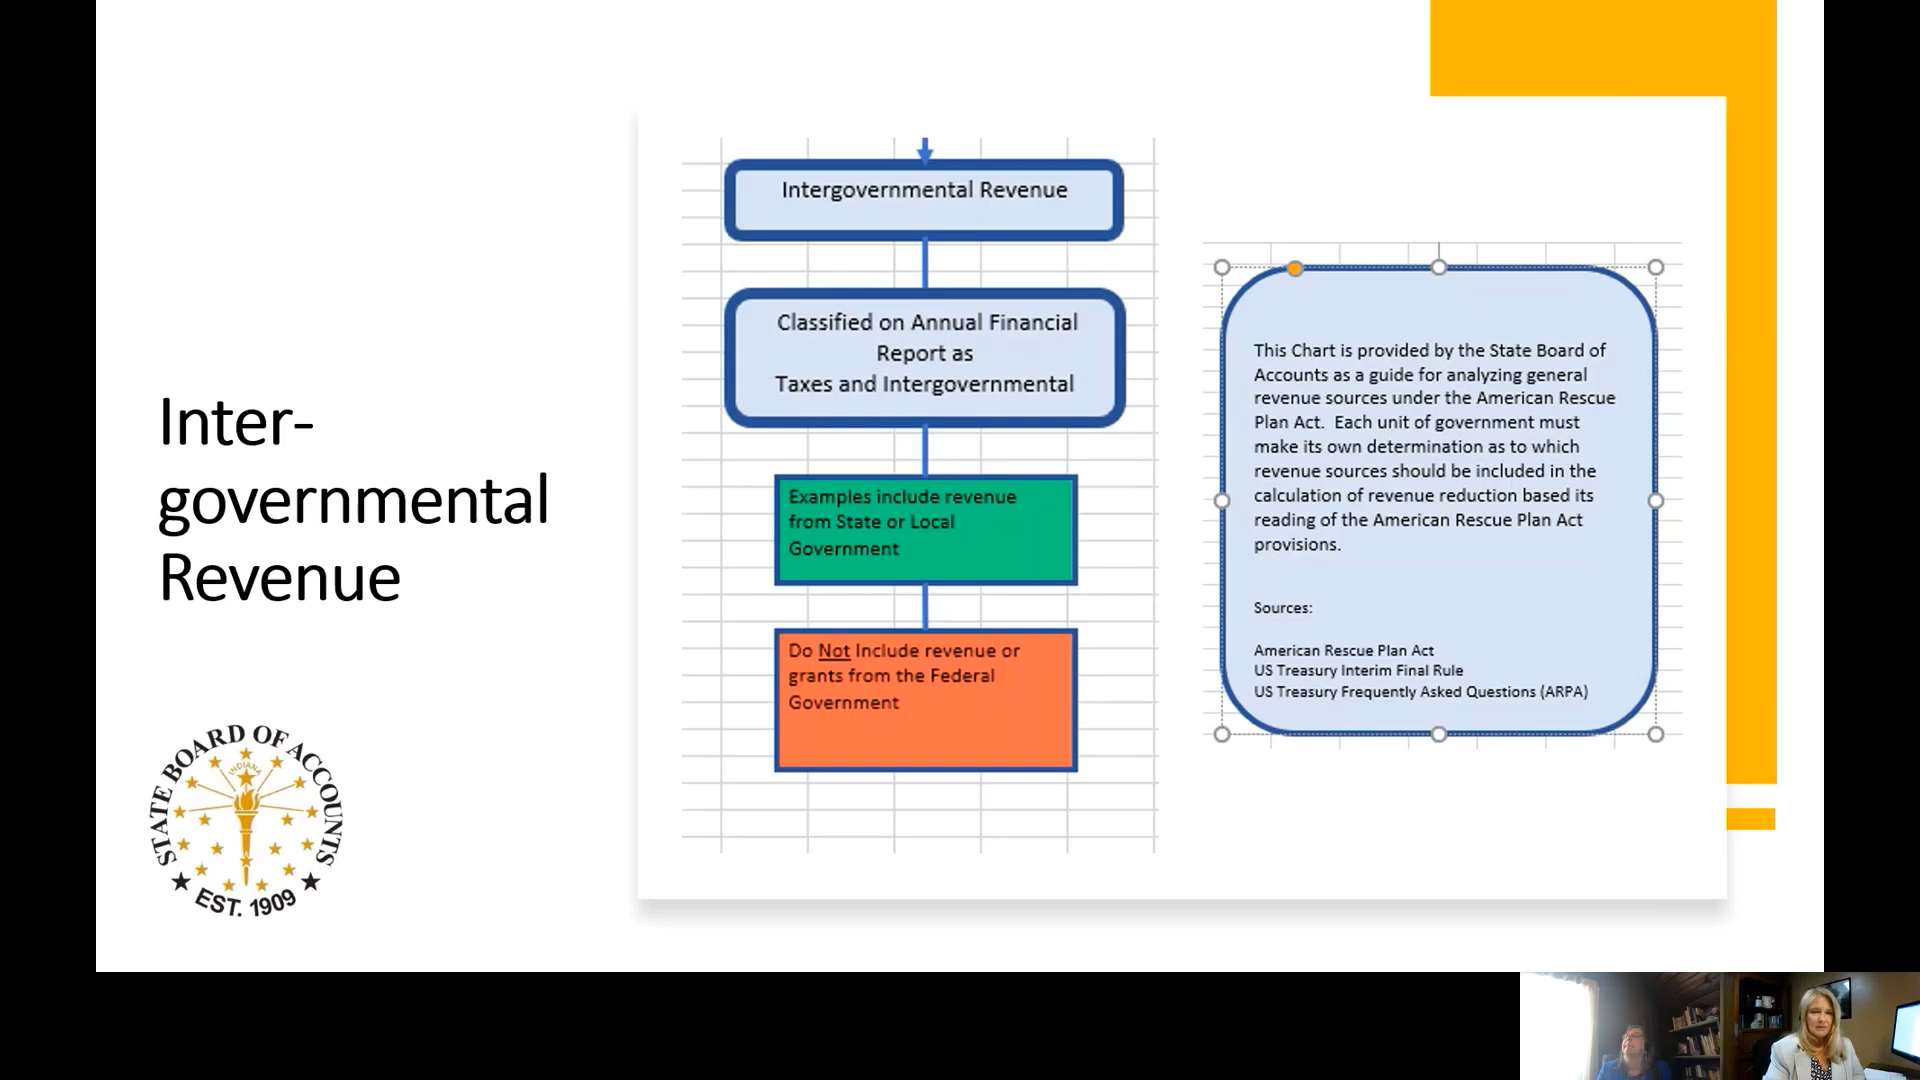 Inter-
governmental
Revenue
Intergovernmental Revenue
Classified on Annual Financial
Report as
Taxes and Intergovernmental
Examples include revenue
from State or Local
Government
Do Not Include revenue or
grants from the Federal
Government
This Chart is provided by the State Board of
Accounts as a guide for analyzing general
revenue sources under the American Rescue
Plan Act.  Each unit of government must
make its own determination as to which
revenue sources should be included in the
calculation of revenue reduction based its
reading of the American Rescue Plan Act
provisions.
Sources:
American Rescue Plan Act
US Treasury Interim Final Rule
US Treasury Frequently Asked Questions (ARPA)
STATE BOARD OF ACCOUNTS
INDIANA
EST. 1909